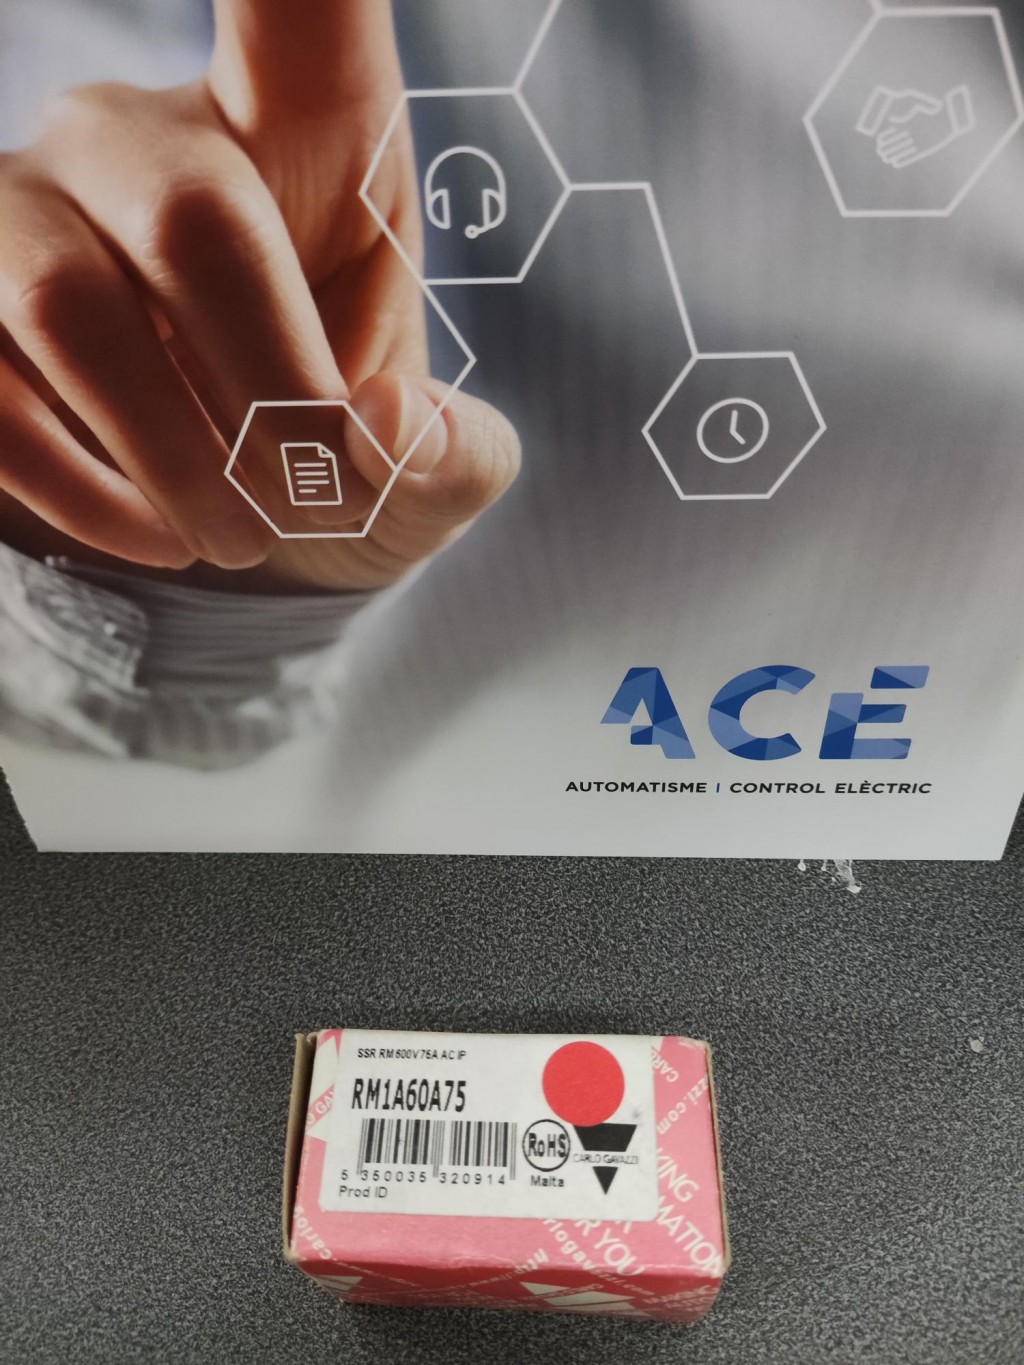 ACE
AUTOMATISME | CONTROL ELÈCTRIC
SSR RM 600V 75A AC IP
RM1A60A75
5 350035 320914
Prod ID
RoHS
Malta
CARLO GAVAZZI